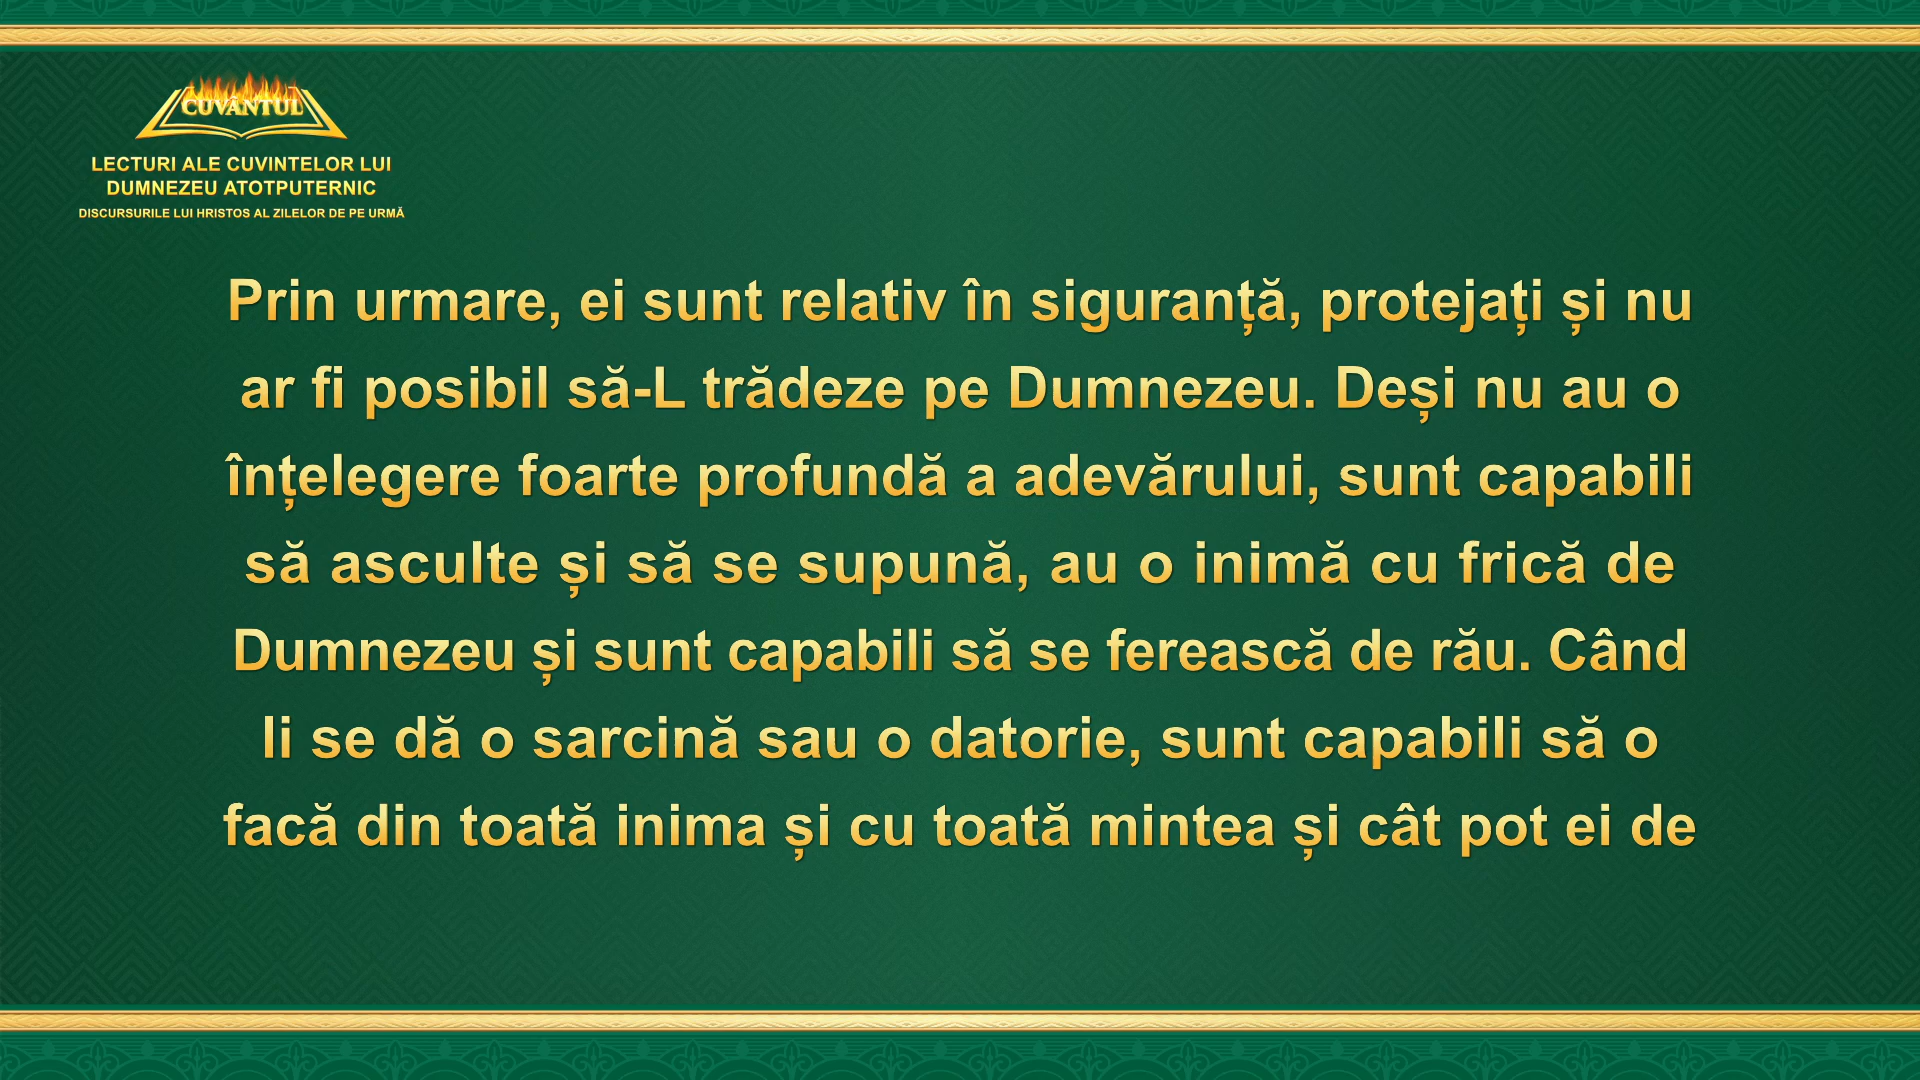 CUVÂNTUL
LECTURI ALE CUVINTELOR LUI
DUMNEZEU ATOTPUTERNIC
DISCURSURILE LUI HRISTOS AL ZILELOR DE PE URMĂ
Prin urmare, ei sunt relativ în siguranță, protejați și nu
ar fi posibil să-L trădeze pe Dumnezeu. Deși nu au o
înțelegere foarte profundă a adevărului, sunt capabili
să asculte și să se supună, au o inimă cu frică de
Dumnezeu și sunt capabili să se ferească de rău. Când
li se dă o sarcină sau o datorie, sunt capabili să o
facă din toată inima și cu toată mintea și cât pot ei de